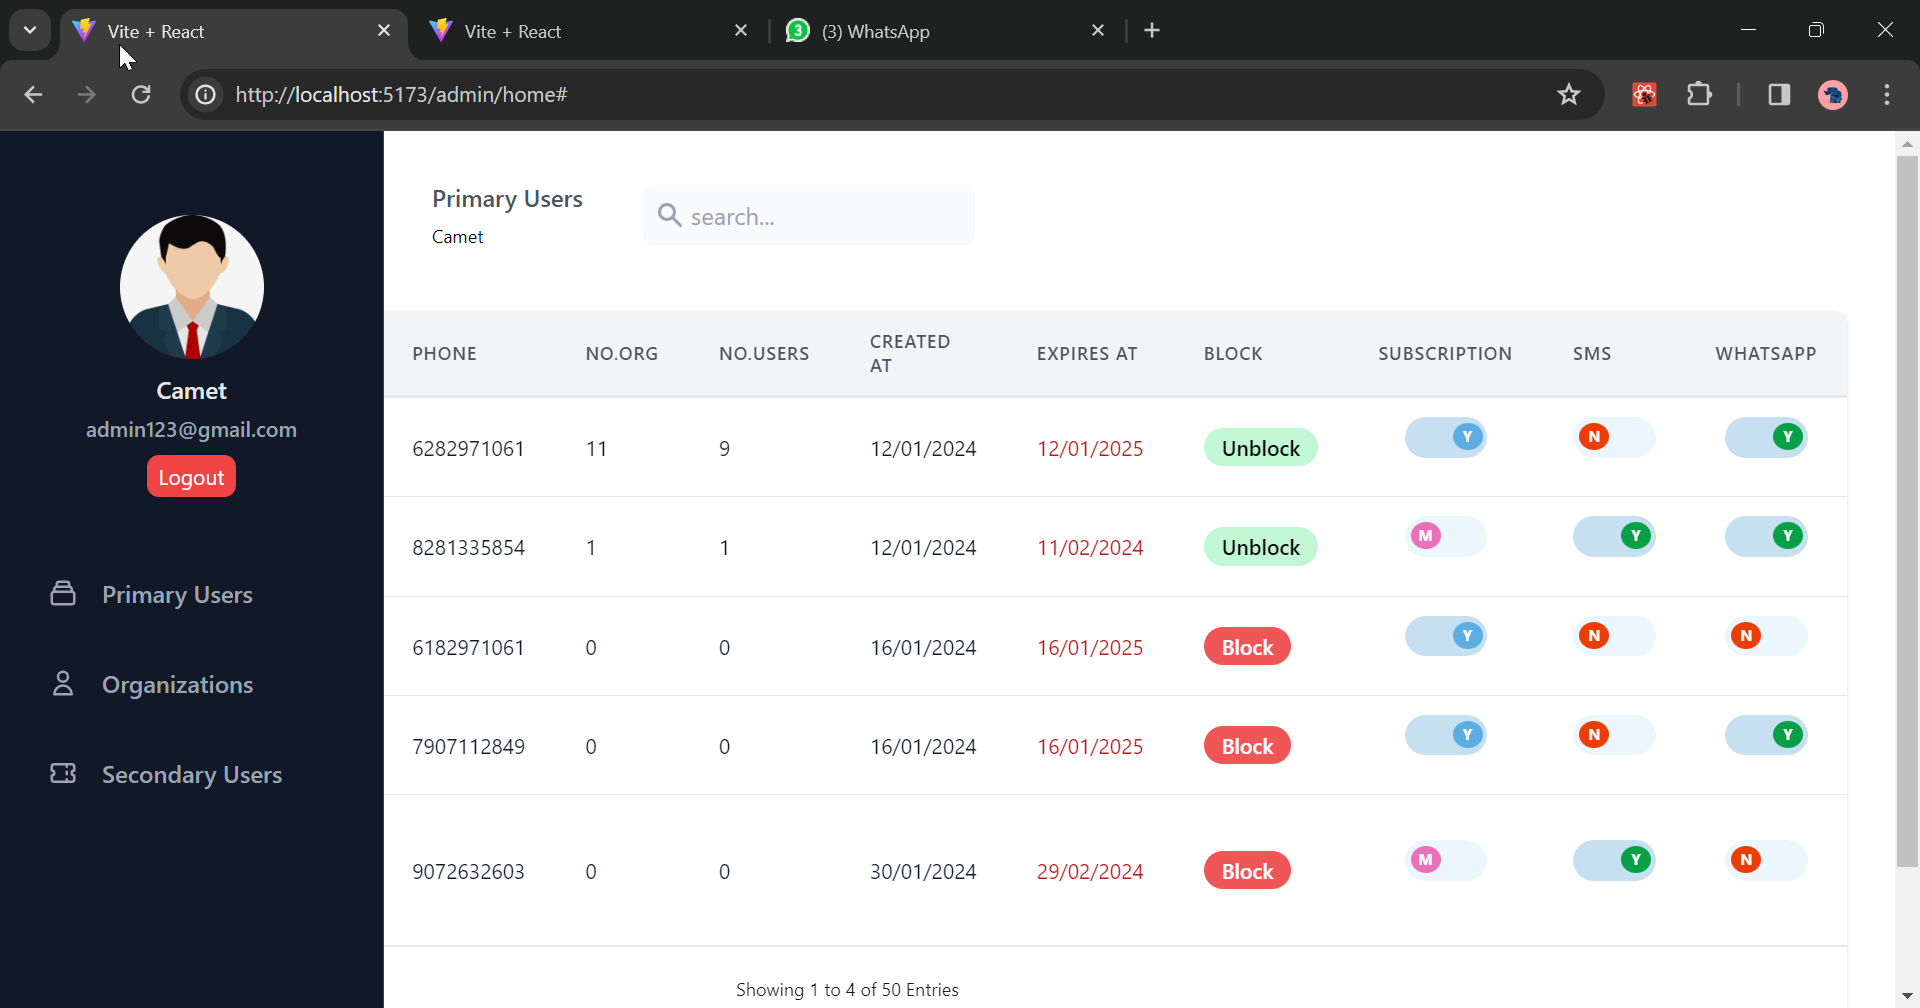 Vite + React
Vite + React
3 (3) WhatsApp
http://localhost:5173/admin/home#
Camet
admin123@gmail.com
Logout
Primary Users
Organizations
Secondary Users
Primary Users
Camet
search...
PHONE NO.ORG NO.USERS CREATED AT EXPIRES AT BLOCK SUBSCRIPTION SMS WHATSAPP
6282971061 11 9 12/01/2024 12/01/2025 Unblock Y N Y
8281335854 1 1 12/01/2024 11/02/2024 Unblock M Y Y
6182971061 0 0 16/01/2024 16/01/2025 Block Y N N
7907112849 0 0 16/01/2024 16/01/2025 Block Y N Y
9072632603 0 0 30/01/2024 29/02/2024 Block M Y N
Showing 1 to 4 of 50 Entries